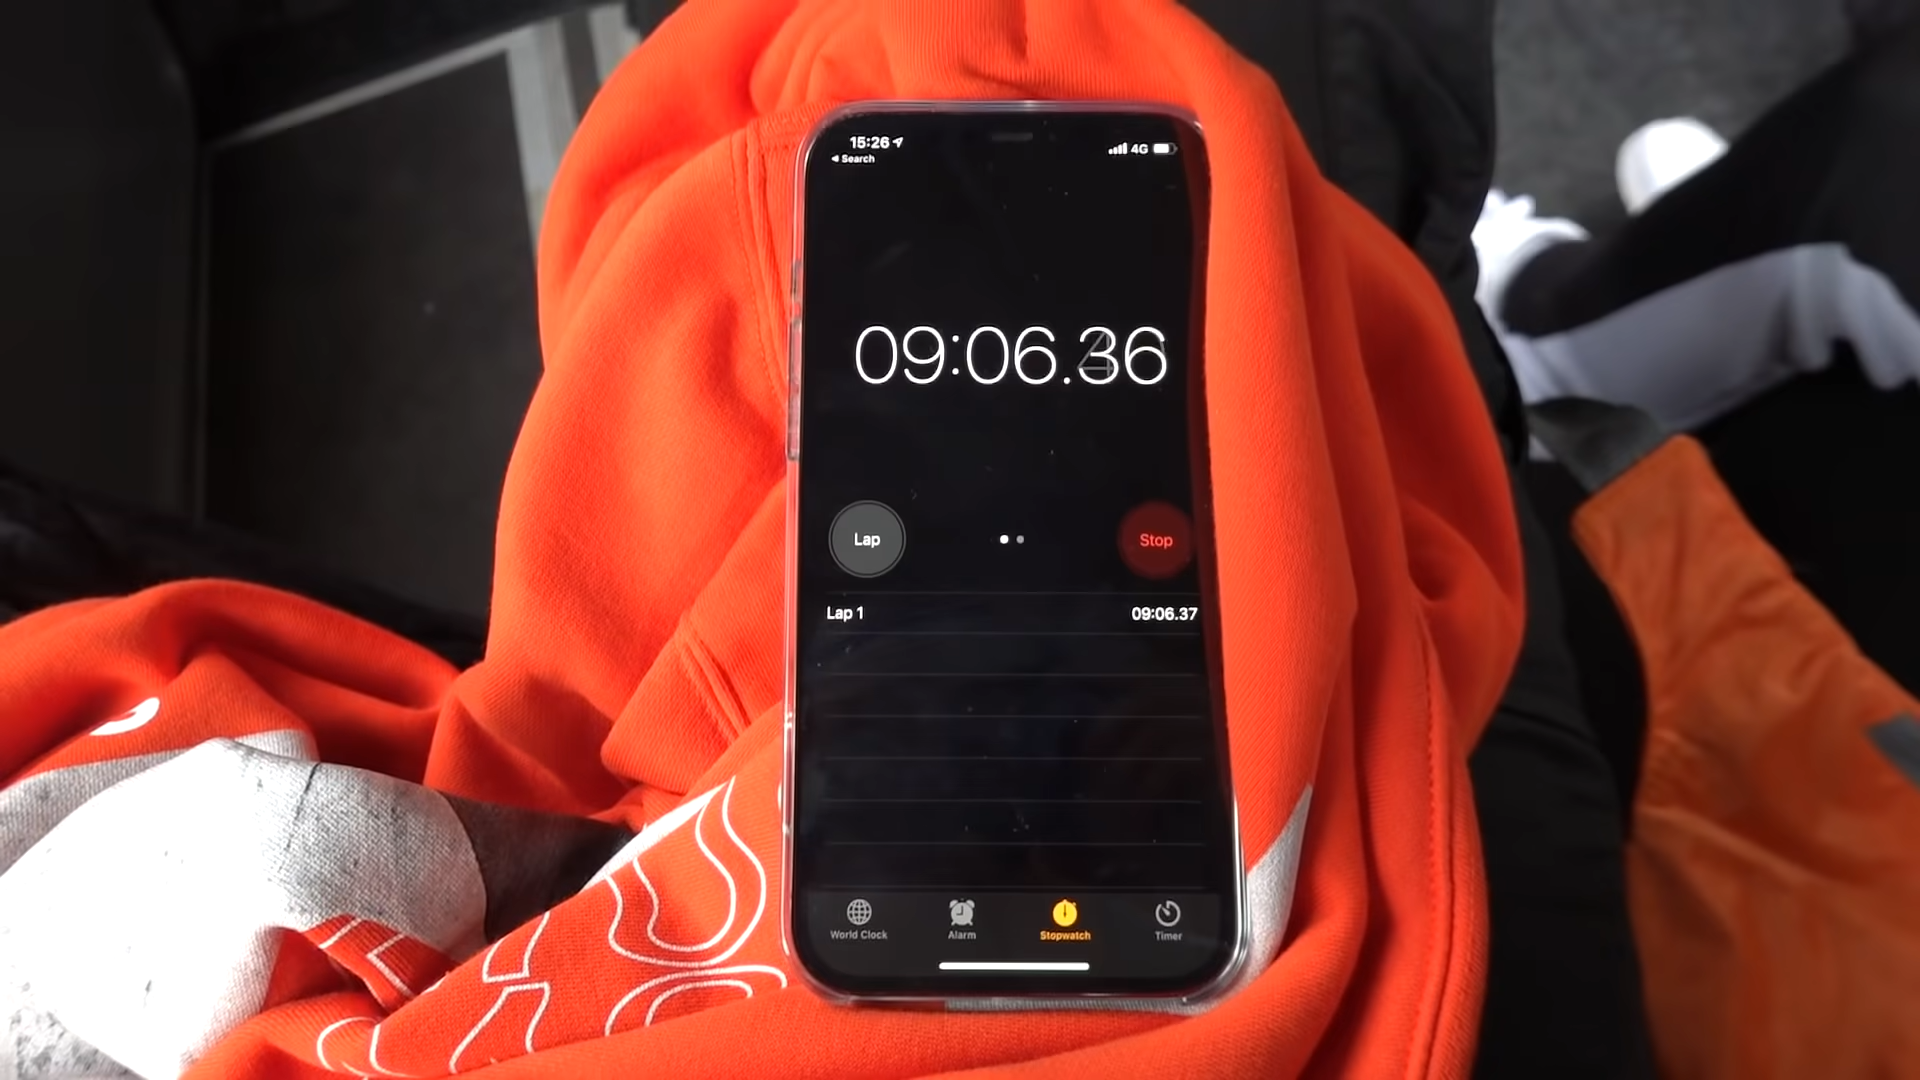 15:26
Search
4G
09:06.36
Lap
Stop
Lap 1 09:06.37
World Clock Alarm Stopwatch Timer